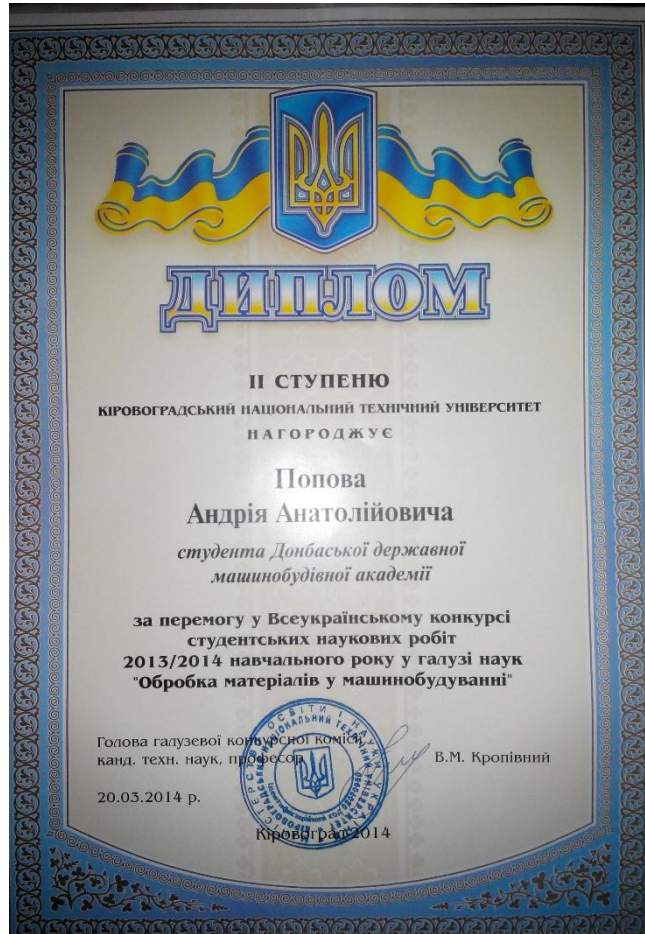 ДИПЛОМ
ІІ СТУПЕНЮ
КІРОВОГРАДСЬКИЙ НАЦІОНАЛЬНИЙ ТЕХНІЧНИЙ УНІВЕРСИТЕТ
НАГОРОДЖУЄ
Попова
Андрія Анатолійовича
студента Донбаської державної
машинобудівної академії
за перемогу у Всеукраїнському конкурсі
студентських наукових робіт
2013/2014 навчального року у галузі наук
"Обробка матеріалів у машинобудуванні"
Голова галузевої конкурсної комісії,
канд. техн. наук, професор В.М. Кропівний
20.03.2014 р.
Кіровоград 2014